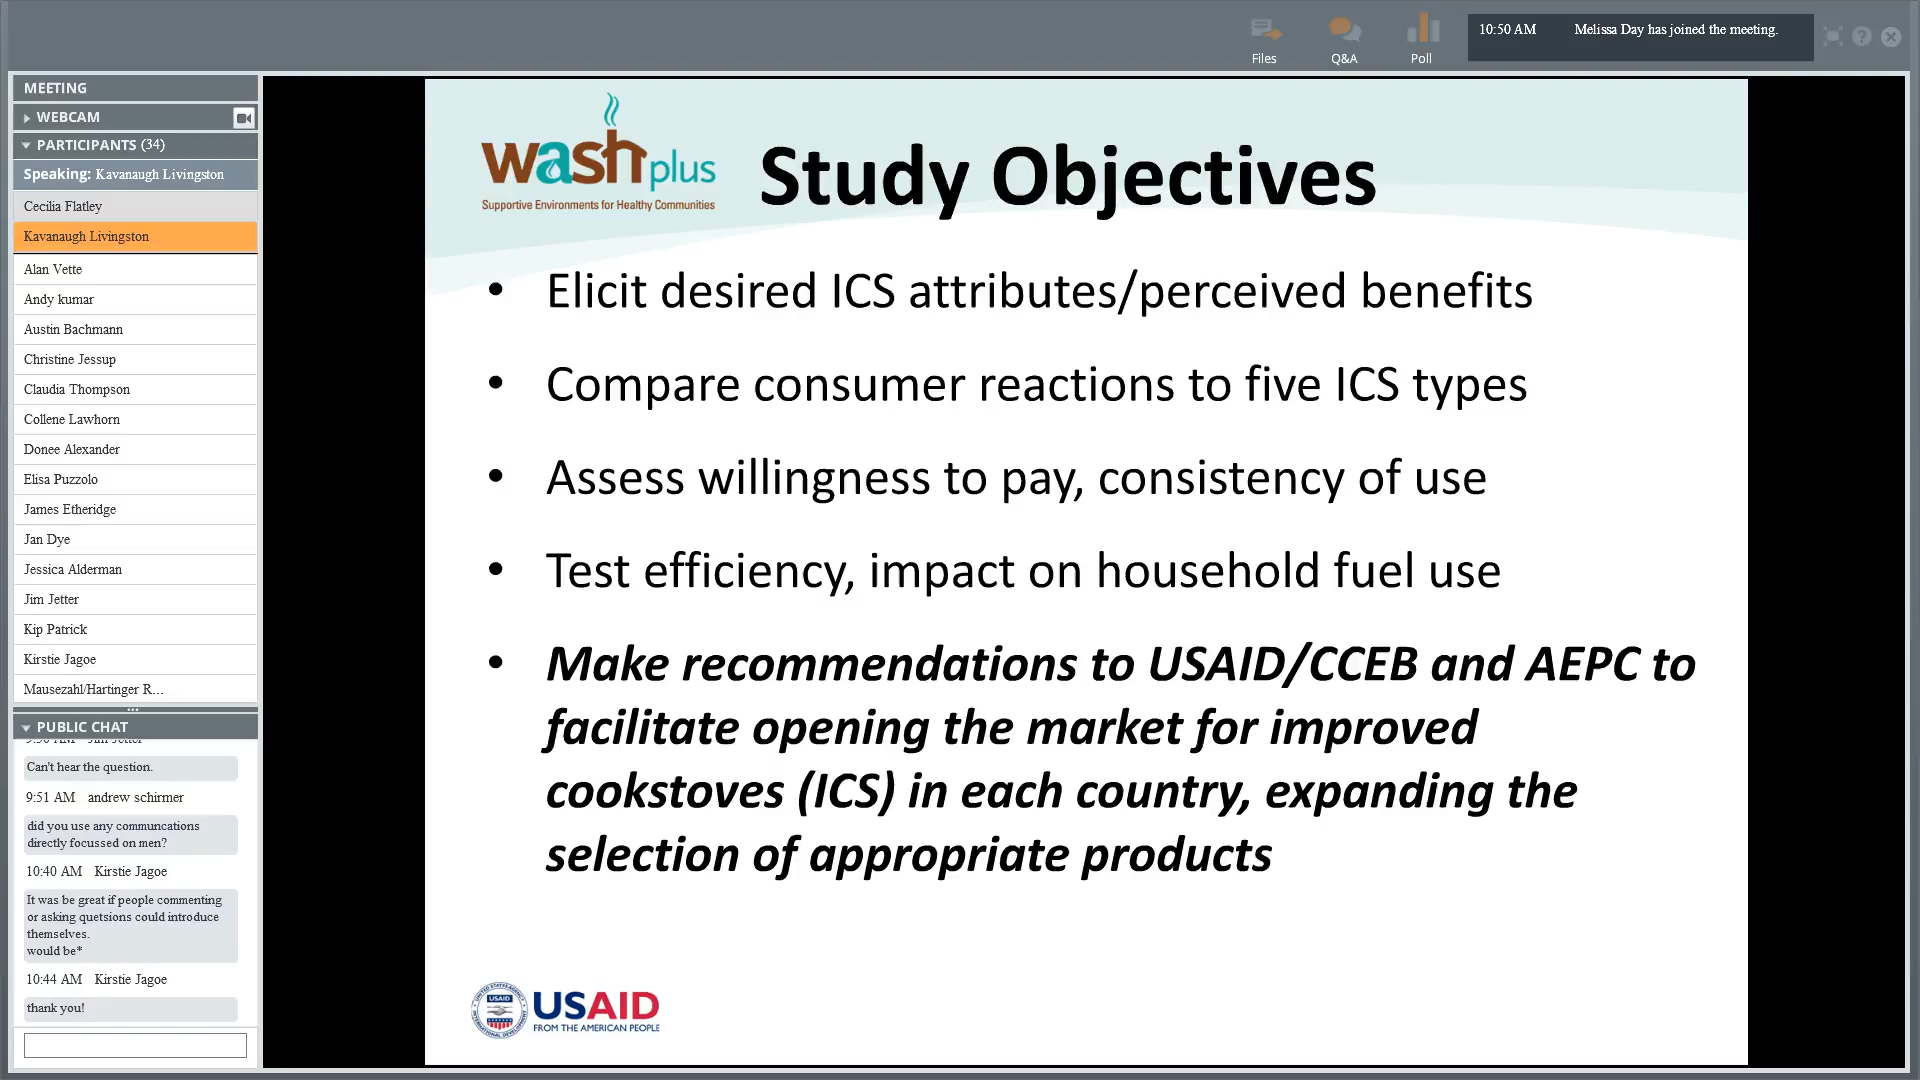 Files
Q&A
Poll
10:50 AM Melissa Day has joined the meeting.
MEETING
WEBCAM
PARTICIPANTS (34)
Speaking: Kavanaugh Livingston
Cecilia Flatley
Kavanaugh Livingston
Alan Vette
Andy kumar
Austin Bachmann
Christine Jessup
Claudia Thompson
Collene Lawhorn
Donee Alexander
Elisa Puzzolo
James Etheridge
Jan Dye
Jessica Alderman
Jim Jetter
Kip Patrick
Kirstie Jagoe
Mausezahl/Hartinger R...
PUBLIC CHAT
Can't hear the question.
9:51 AM andrew schirmer
did you use any communcations
directly focussed on men?
10:40 AM Kirstie Jagoe
It was be great if people commenting
or asking quetsions could introduce
themselves.
would be*
10:44 AM Kirstie Jagoe
thank you!
wash plus
Supportive Environments for Healthy Communities
Study Objectives
• Elicit desired ICS attributes/perceived benefits
• Compare consumer reactions to five ICS types
• Assess willingness to pay, consistency of use
• Test efficiency, impact on household fuel use
• Make recommendations to USAID/CCEB and AEPC to
facilitate opening the market for improved
cookstoves (ICS) in each country, expanding the
selection of appropriate products
USAID
FROM THE AMERICAN PEOPLE